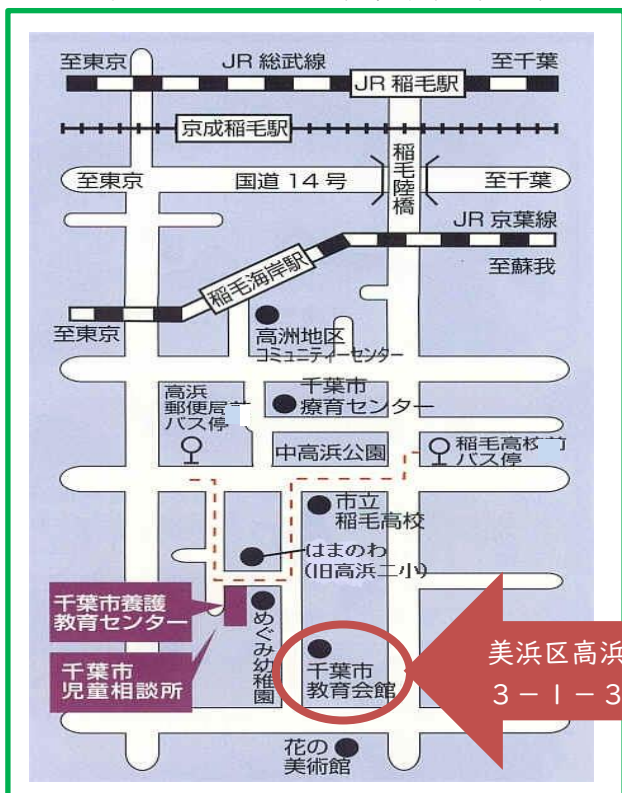 至東京
JR 総武線
至千葉
JR 稲毛駅
京成稲毛駅
稲毛陸橋
至東京
国道 14 号
至千葉
JR 京葉線
至蘇我
稲毛海岸駅
至東京
高洲地区
コミュニティーセンター
高浜
郵便局前
バス停
千葉市
療育センター
中高浜公園
稲毛高校前
バス停
市立
稲毛高校
はまのわ
(旧高浜二小)
千葉市養護
教育センター
めぐみ幼稚園
千葉市
児童相談所
千葉市
教育会館
美浜区高浜
3-1-3
花の
美術館